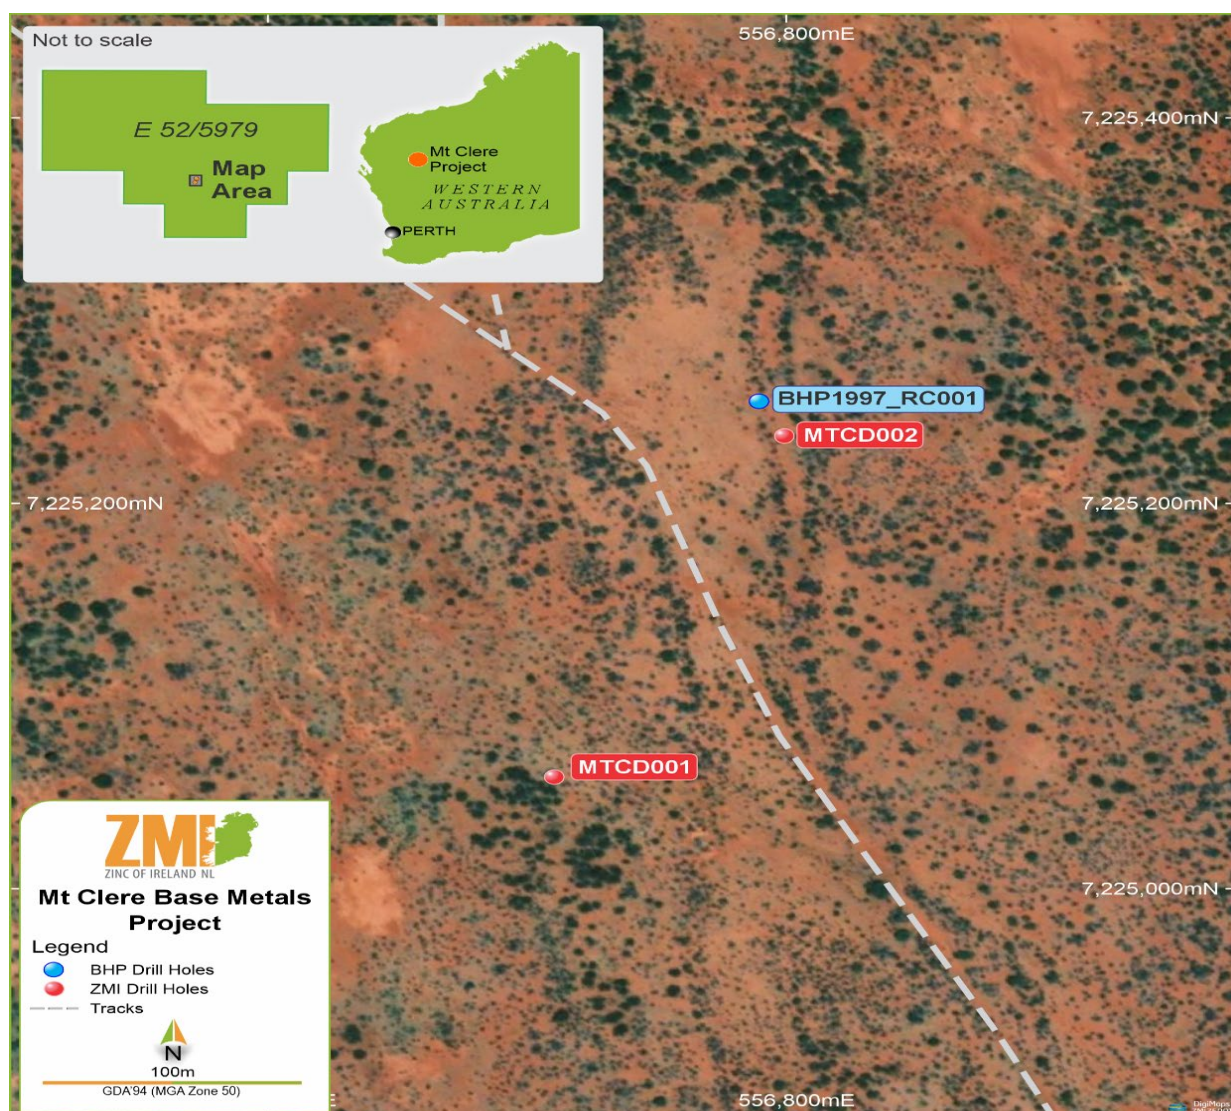 Not to scale
556,800mE
E 52/5979
Map
Area
Mt Clere
Project
WESTERN
AUSTRALIA
PERTH
7,225,400mN
BHP1997_RC001
MTCD002
7,225,200mN
7,225,200mN
MTCD001
ZMI
ZINC OF IRELAND NL
7,225,000mN
Mt Clere Base Metals
Project
Legend
BHP Drill Holes
ZMI Drill Holes
Tracks
N
100m
GDA'94 (MGA Zone 50)
E
556,800mE
DigiMaps